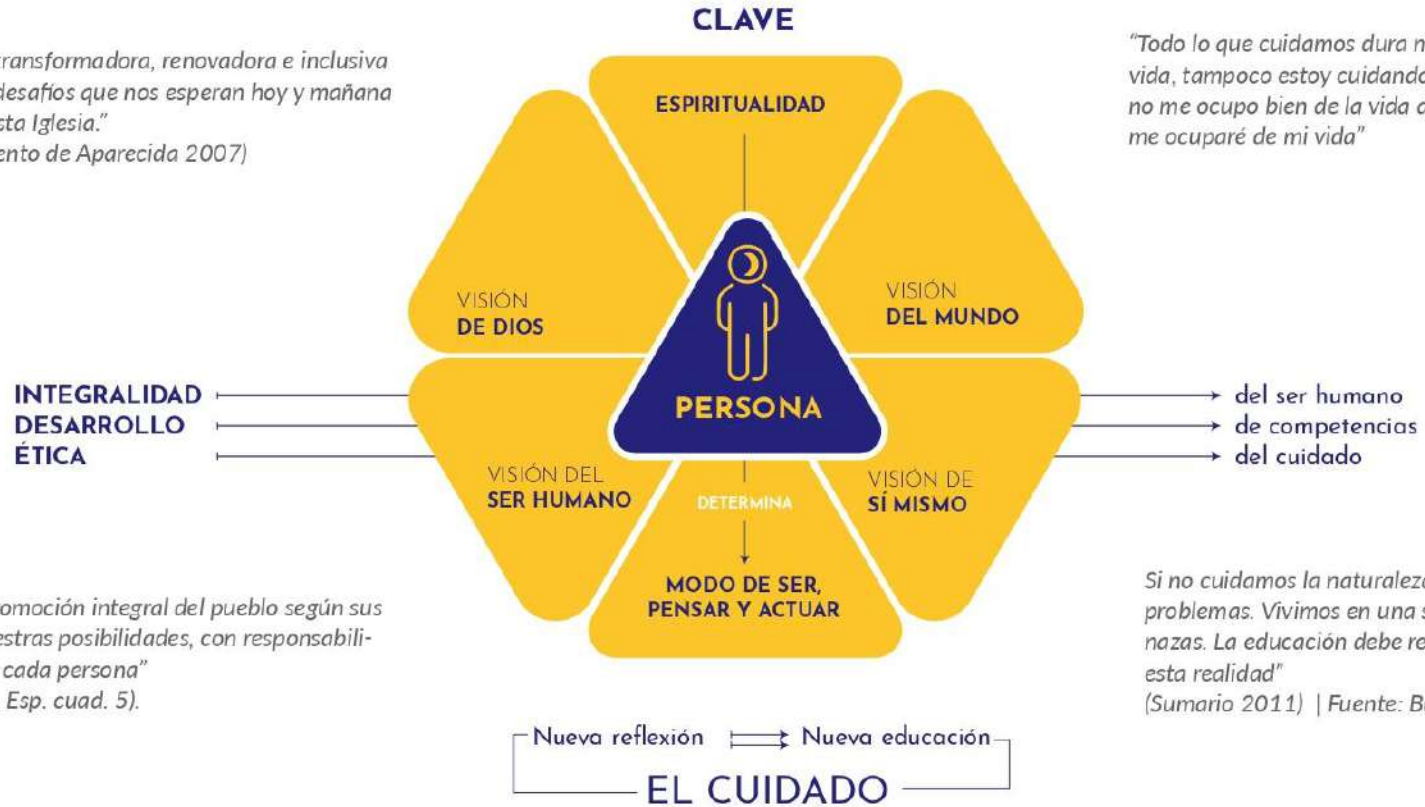 CLAVE
transformadora, renovadora e inclusiva
desafíos que nos esperan hoy y mañana
sta Iglesia."
ento de Aparecida 2007)
"Todo lo que cuidamos dura
vida, tampoco estoy cuidando
no me ocupo bien de la vida
me ocuparé de mi vida"
ESPIRITUALIDAD
VISIÓN
DE DIOS
VISIÓN
DEL MUNDO
PERSONA
INTEGRALIDAD
DESARROLLO
ÉTICA
del ser humano
de competencias
del cuidado
VISIÓN DEL
SER HUMANO
DETERMINA
VISIÓN DE
SÍ MISMO
MODO DE SER,
PENSAR Y ACTUAR
omoción integral del pueblo según sus
estras posibilidades, con responsabili-
cada persona"
Esp. cuad. 5).
Si no cuidamos la naturaleza
problemas. Vivimos en una
nazas. La educación debe
esta realidad"
(Sumario 2011) | Fuente:
Nueva reflexión Nueva educación
EL CUIDADO